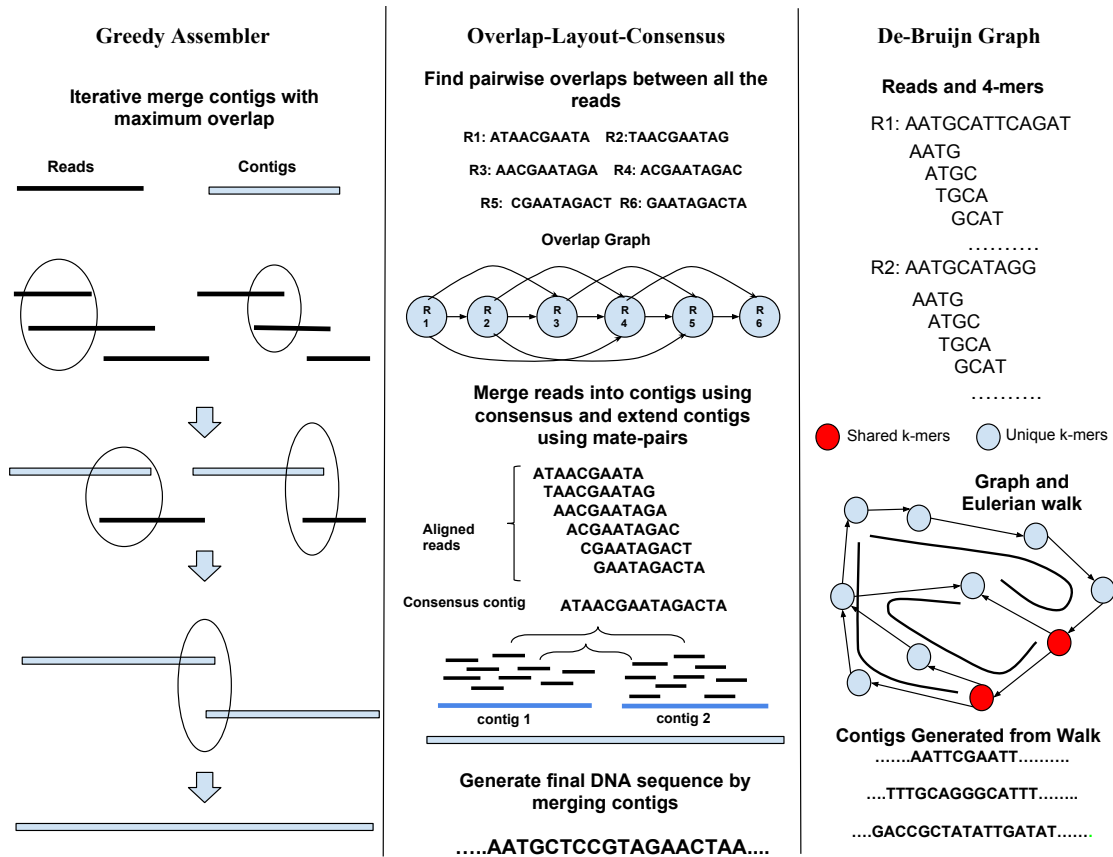 Greedy Assembler
Iterative merge contigs with
maximum overlap
Reads
Contigs
Overlap-Layout-Consensus
Find pairwise overlaps between all the
reads
R1: ATAACGAATA R2:TAACGAATAG
R3: AACGAATAGA R4: ACGAATAGAC
R5: CGAATAGACT R6: GAATAGACTA
Overlap Graph
R
1
R
2
R
3
R
4
R
5
R
6
Merge reads into contigs using
consensus and extend contigs
using mate-pairs
Aligned
reads
ATAACGAATA
TAACGAATAG
AACGAATAGA
ACGAATAGAC
CGAATAGACT
GAATAGACTA
Consensus contig
ATAACGAATAGACTA
contig 1
contig 2
Generate final DNA sequence by
merging contigs
.....AATGCTCCGTAGAACTAA....
De-Bruijn Graph
Reads and 4-mers
R1: AATGCATTCAGAT
AATG
ATGC
TGCA
GCAT
..........
R2: AATGCATAGG
AATG
ATGC
TGCA
GCAT
..........
Shared k-mers
Unique k-mers
Graph and
Eulerian walk
Contigs Generated from Walk
.......AATTCGAATT..........
....TTTGCAGGGCATTT........
....GACCGCTATATTGATAT.......